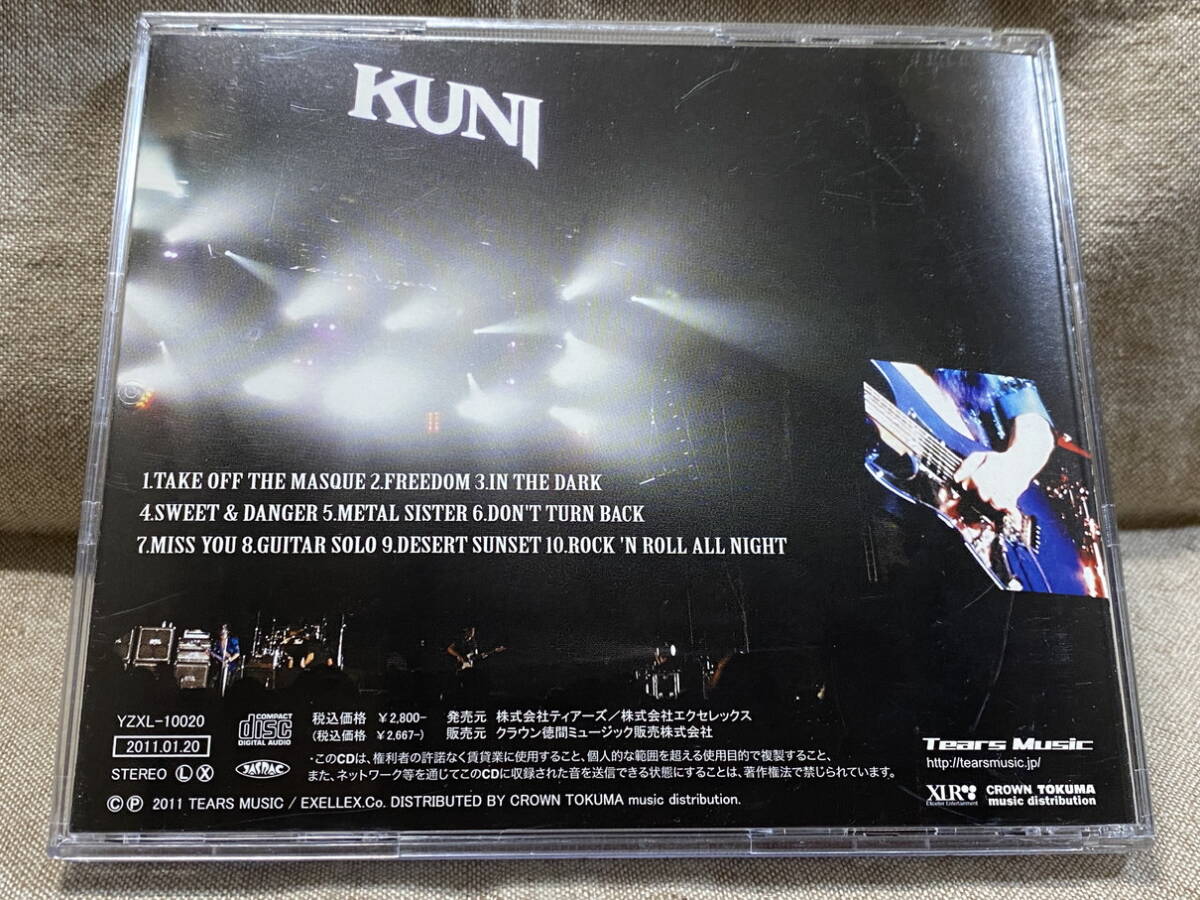 KUNI
1.TAKE OFF THE MASQUE 2.FREEDOM 3.IN THE DARK
4.SWEET & DANGER 5.METAL SISTER 6.DON'T TURN BACK
7.MISS YOU 8.GUITAR SOLO 9.DESERT SUNSET 10.ROCK 'N ROLL ALL NIGHT
YZXL-10020
2011.01.20
STEREO Ⓛ Ⓧ
COMPACT
disc
DIGITAL AUDIO
JASRAC
税込価格 ¥2,800- 発売元 株式会社ティアーズ/株式会社エクセレックス
(税込価格 ¥2,667-) 販売元 クラウン徳間ミュージック販売株式会社
・このCDは、権利者の許諾なく賃貸業に使用すること、個人的な範囲を超える使用目的で複製すること、
また、ネットワーク等を通じてこのCDに収録された音を送信できる状態にすることは、著作権法で禁じられています。
Ⓒ Ⓟ 2011 TEARS MUSIC / EXELLEX.Co. DISTRIBUTED BY CROWN TOKUMA music distribution.
Tears Music
http://tearsmusic.jp/
XLR
CROWN TOKUMA
music distribution